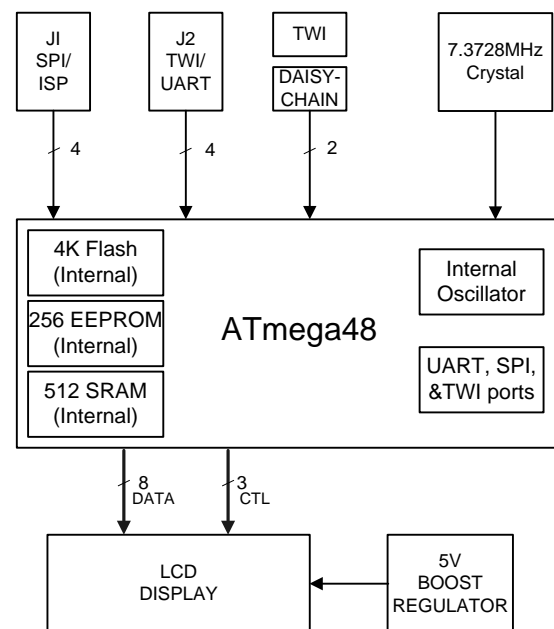 J1
SPI/
ISP
J2
TWI/
UART
TWI
DAISY-
CHAIN
7.3728MHz
Crystal
4
4
2
4K Flash
(Internal)
256 EEPROM
(Internal)
512 SRAM
(Internal)
ATmega48
Internal
Oscillator
UART, SPI,
&TWI ports
8
DATA
3
CTL
LCD
DISPLAY
5V
BOOST
REGULATOR